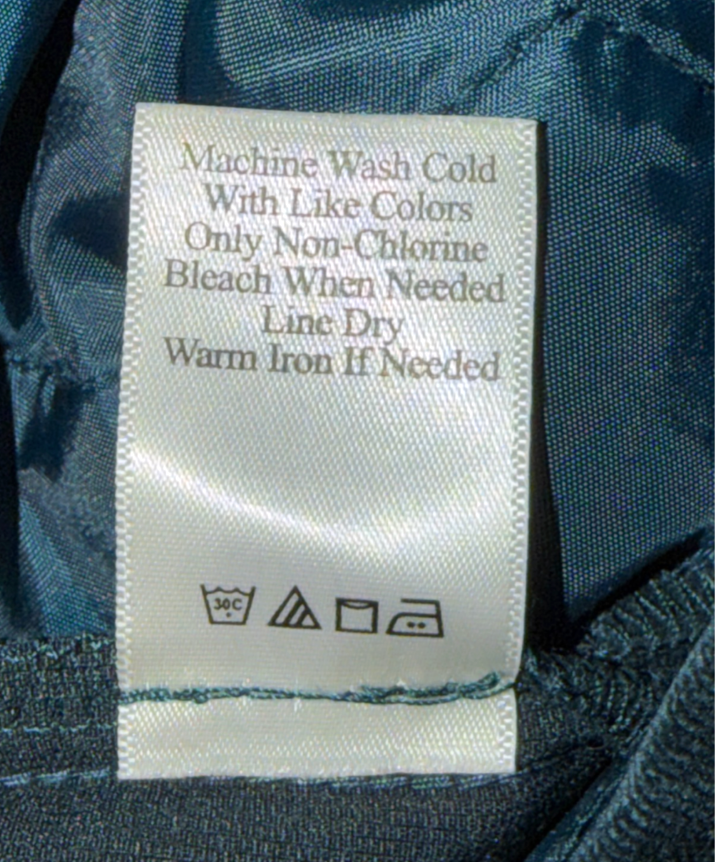 Machine Wash Cold
With Like Colors
Only Non-Chlorine
Bleach When Needed
Line Dry
Warm Iron If Needed
30C